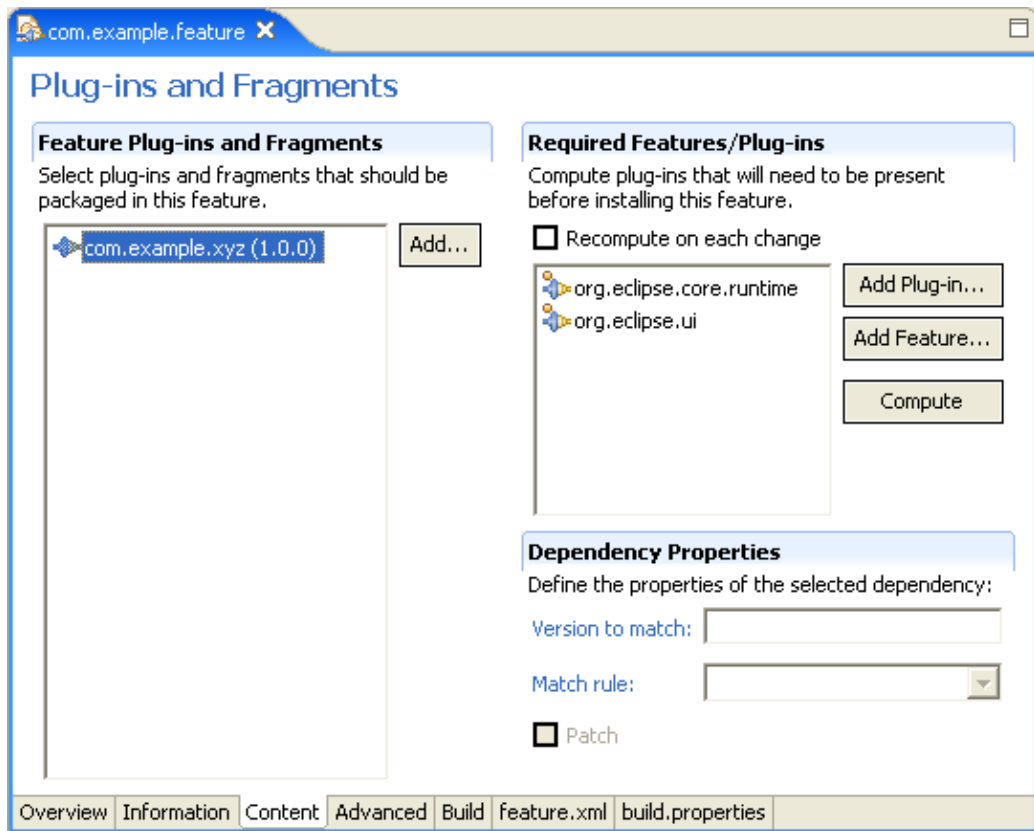 com.example.feature
Plug-ins and Fragments
Feature Plug-ins and Fragments
Select plug-ins and fragments that should be
packaged in this feature.
com.example.xyz (1.0.0)
Add...
Required Features/Plug-ins
Compute plug-ins that will need to be present
before installing this feature.
Recompute on each change
org.eclipse.core.runtime
org.eclipse.ui
Add Plug-in...
Add Feature...
Compute
Dependency Properties
Define the properties of the selected dependency:
Version to match:
Match rule:
Patch
Overview Information Content Advanced Build feature.xml build.properties